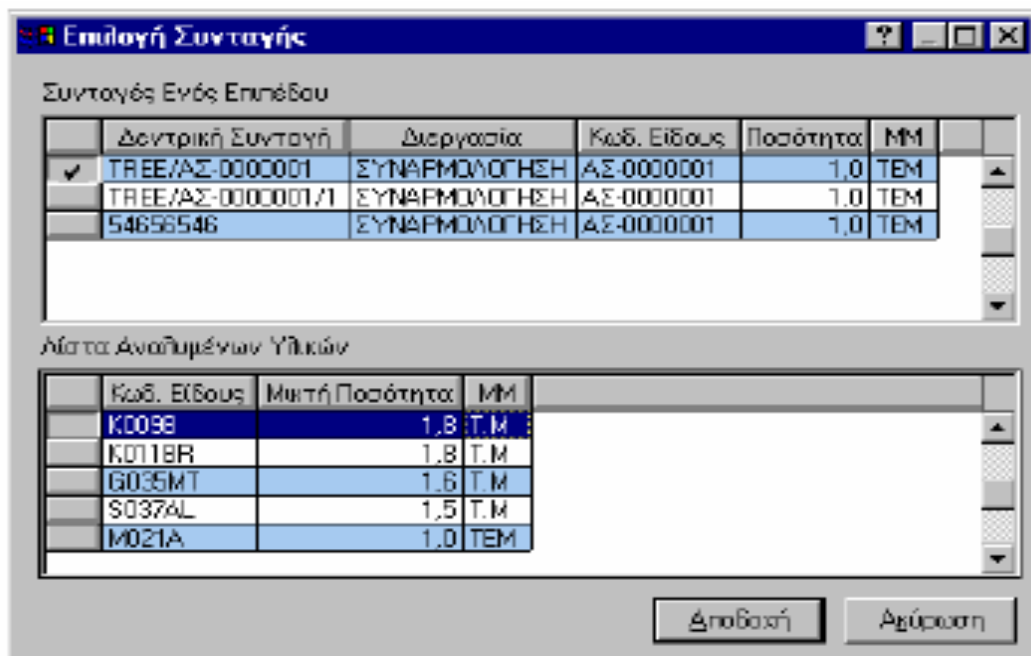 Επιλογή Συνταγής
Συνταγές Ενός Επιπέδου
Δεντρική Συνταγή Διεργασία Κωδ. Είδους Ποσότητα ΜΜ
TREE/ΑΣ-0000001 ΣΥΝΑΡΜΟΛΟΓΗΣΗ ΑΣ-0000001 1,0 ΤΕΜ
TREE/ΑΣ-0000001/1 ΣΥΝΑΡΜΟΛΟΓΗΣΗ ΑΣ-0000001 1,0 ΤΕΜ
54656546 ΣΥΝΑΡΜΟΛΟΓΗΣΗ ΑΣ-0000001 1,0 ΤΕΜ
Λίστα Αναλυμένων Υλικών
Κωδ. Είδους Μικτή Ποσότητα ΜΜ
1,8 Τ.Μ
K011BR 1,8 Τ.Μ
G035MT 1,6 Τ.Μ
S037AL 1,5 Τ.Μ
M021A 1,0 ΤΕΜ
Αποδοχή Ακύρωση